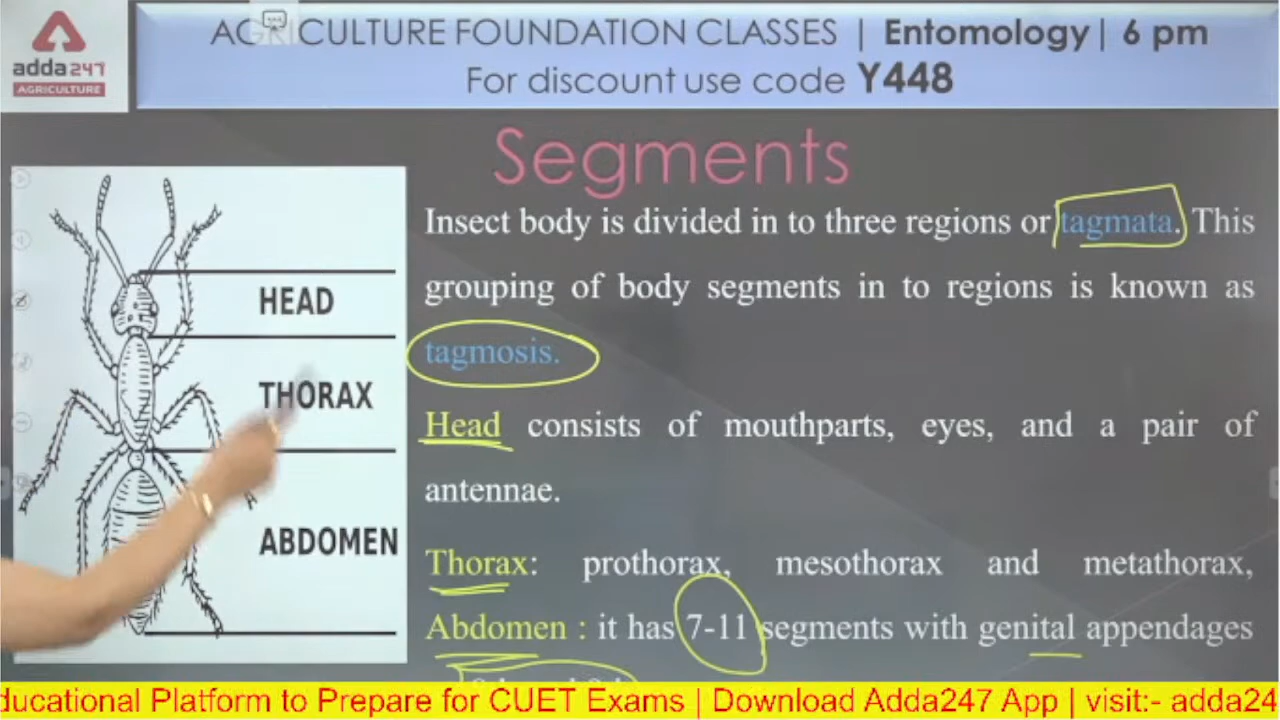 AGRICULTURE FOUNDATION CLASSES | Entomology| 6 pm
For discount use code Y448
adda247
AGRICULTURE
Segments
Insect body is divided in to three regions or tagmata. This
grouping of body segments in to regions is known as
tagmosis.
Head consists of mouthparts, eyes, and a pair of
antennae.
Thorax: prothorax, mesothorax and metathorax,
Abdomen : it has 7-11 segments with genital appendages
HEAD
THORAX
ABDOMEN
ducational Platform to Prepare for CUET Exams | Download Adda247 App | visit:- adda24